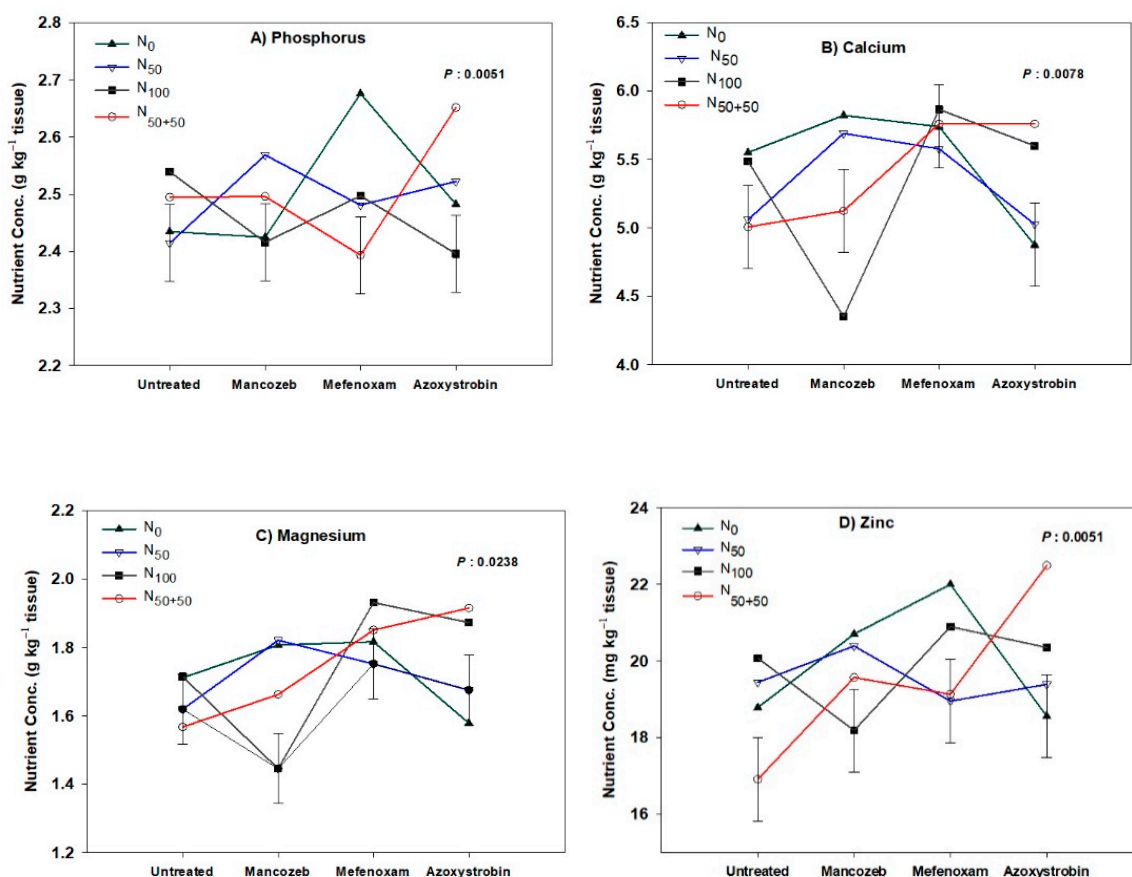 A) Phosphorus
N0
N50
N100
N50+50
P : 0.0051
Nutrient Conc. (g kg⁻¹ tissue)
2.8
2.7
2.6
2.5
2.4
2.3
2.2
Untreated Mancozeb Mefenoxam Azoxystrobin
B) Calcium
N0
N50
N100
N50+50
P : 0.0078
Nutrient Conc. (g kg⁻¹ tissue)
6.5
6.0
5.5
5.0
4.5
4.0
Untreated Mancozeb Mefenoxam Azoxystrobin
C) Magnesium
N0
N50
N100
N50+50
P : 0.0238
Nutrient Conc. (g kg⁻¹ tissue)
2.2
2.0
1.8
1.6
1.4
1.2
Untreated Mancozeb Mefenoxam Azoxystrobin
D) Zinc
N0
N50
N100
N50+50
P : 0.0051
Nutrient Conc. (mg kg⁻¹ tissue)
24
22
20
18
16
Untreated Mancozeb Mefenoxam Azoxystrobin